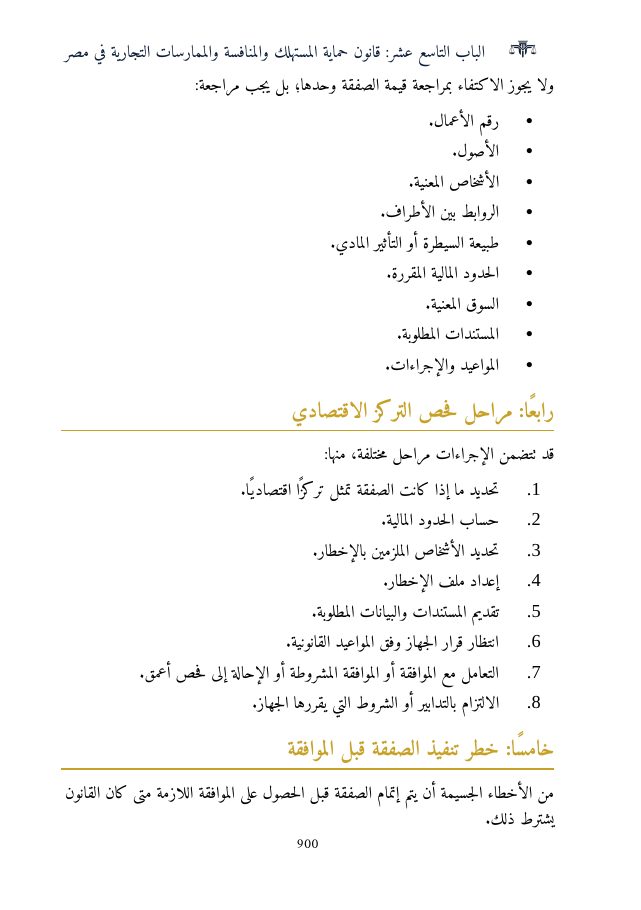 الباب التاسع عشر: قانون حماية المستهلك والمنافسة والممارسات التجارية في مصر
ولا يجوز الاكتفاء بمراجعة قيمة الصفقة وحدها؛ بل يجب مراجعة:
• رقم الأعمال.
• الأصول.
• الأشخاص المعنية.
• الروابط بين الأطراف.
• طبيعة السيطرة أو التأثير المادي.
• الحدود المالية المقررة.
• السوق المعنية.
• المستندات المطلوبة.
• المواعيد والإجراءات.
رابعًا: مراحل فحص التركز الاقتصادي
قد تتضمن الإجراءات مراحل مختلفة، منها:
1. تحديد ما إذا كانت الصفقة تمثل تركزًا اقتصاديًا.
2. حساب الحدود المالية.
3. تحديد الأشخاص الملزمين بالإخطار.
4. إعداد ملف الإخطار.
5. تقديم المستندات والبيانات المطلوبة.
6. انتظار قرار الجهاز وفق المواعيد القانونية.
7. التعامل مع الموافقة أو الموافقة المشروطة أو الإحالة إلى فحص أعمق.
8. الالتزام بالتدابير أو الشروط التي يقررها الجهاز.
خامسًا: خطر تنفيذ الصفقة قبل الموافقة
من الأخطاء الجسيمة أن يتم إتمام الصفقة قبل الحصول على الموافقة اللازمة متى كان القانون
يشترط ذلك.
900